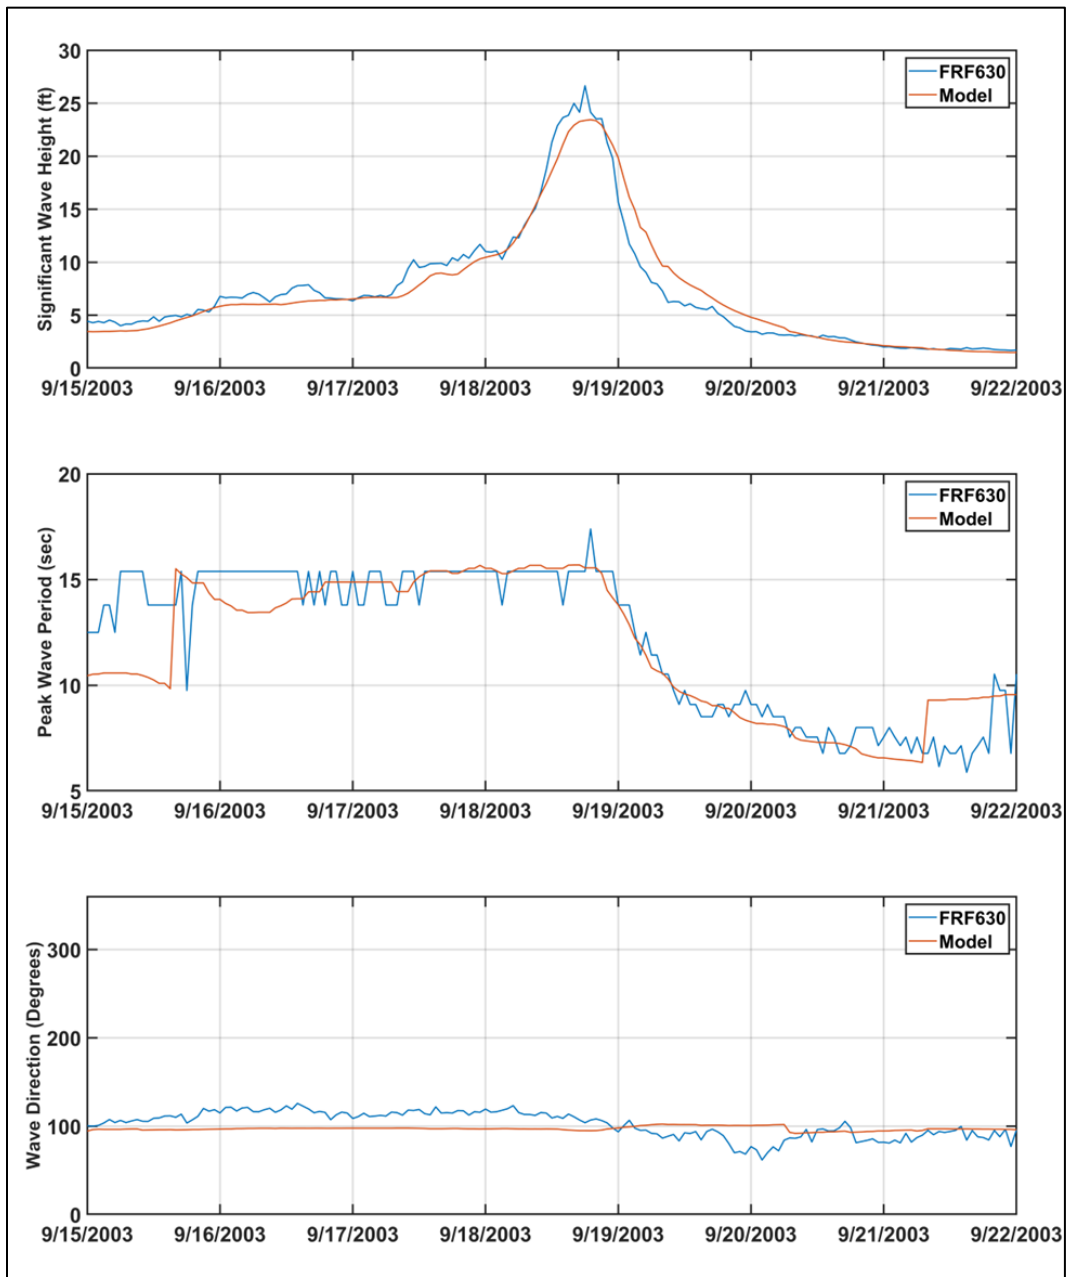 Significant Wave Height (ft)
30
25
20
15
10
5
0
FRF630
Model
9/15/2003 9/16/2003 9/17/2003 9/18/2003 9/19/2003 9/20/2003 9/21/2003 9/22/2003
Peak Wave Period (sec)
20
15
10
5
FRF630
Model
9/15/2003 9/16/2003 9/17/2003 9/18/2003 9/19/2003 9/20/2003 9/21/2003 9/22/2003
Wave Direction (Degrees)
300
200
100
0
FRF630
Model
9/15/2003 9/16/2003 9/17/2003 9/18/2003 9/19/2003 9/20/2003 9/21/2003 9/22/2003